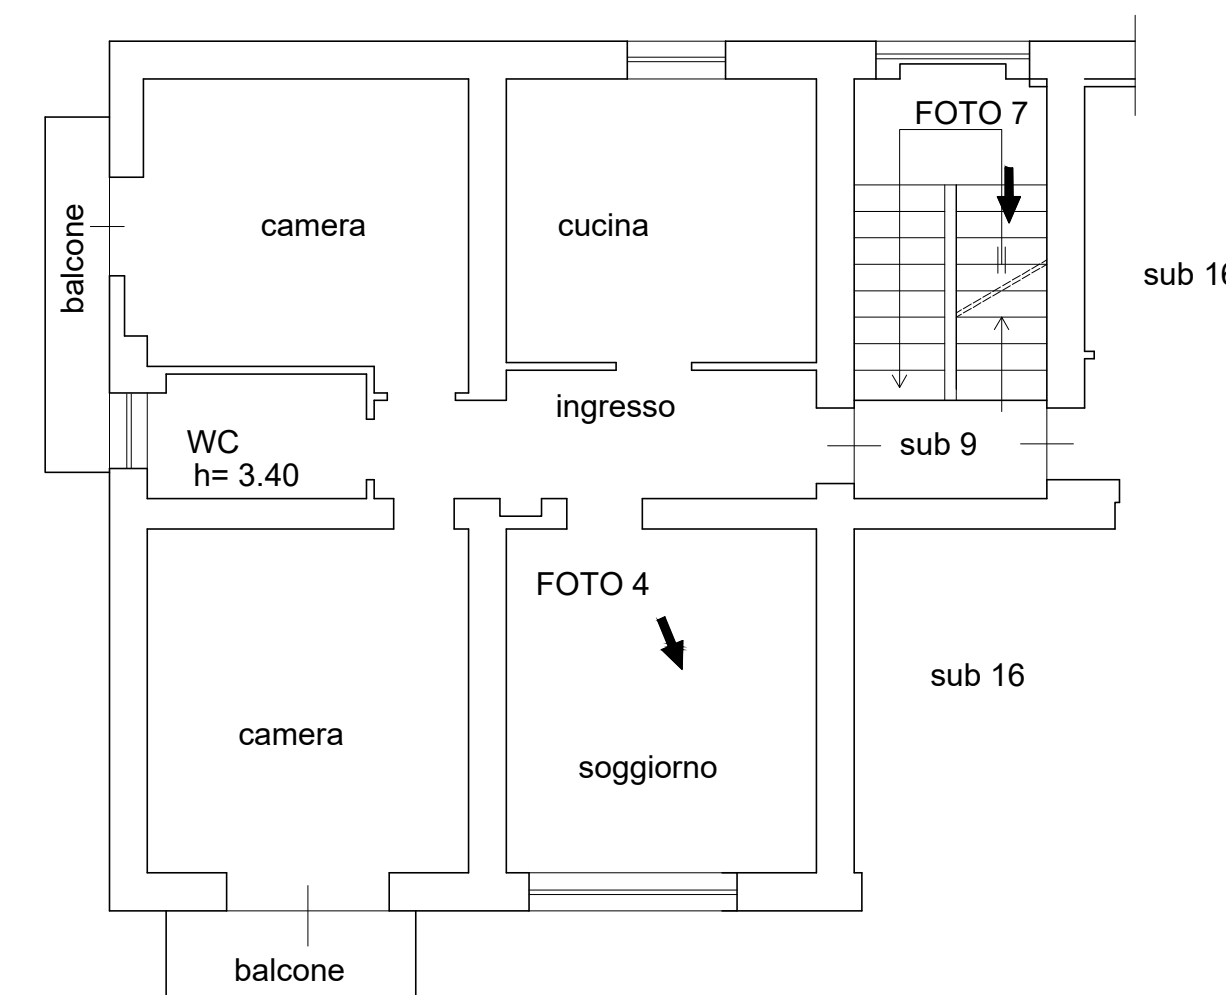 FOTO 7
balcone
camera
cucina
sub 16
ingresso
WC
h= 3.40
sub 9
FOTO 4
sub 16
camera
soggiorno
balcone